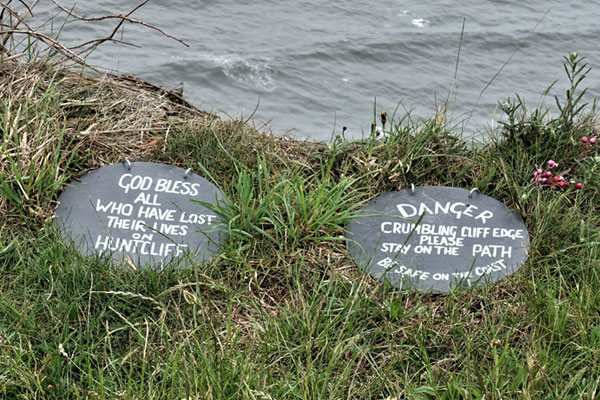 GOD BLESS
ALL
WHO HAVE LOST
THEIR LIVES
ON
HUNTCLIFF
DANGER
CRUMBLING CLIFF EDGE
PLEASE
STAY ON THE PATH
BE SAFE ON THE COAST